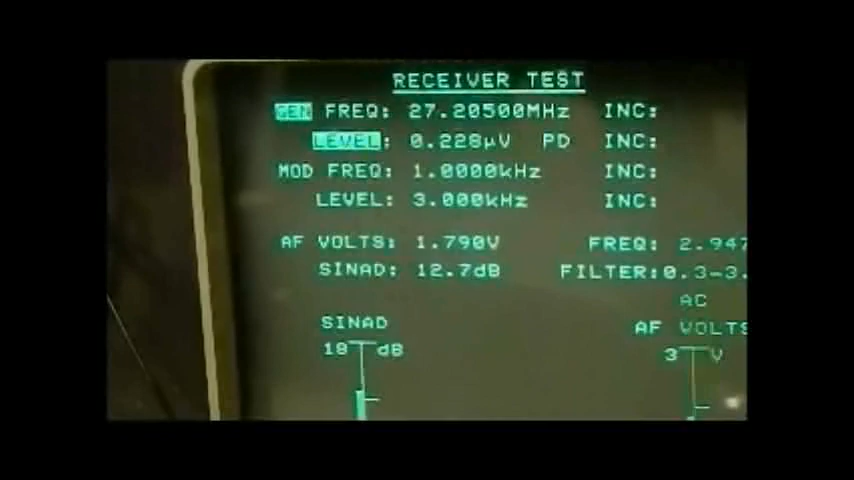 RECEIVER TEST
GEN FREQ: 27.20500MHz INC:
LEVEL: 0.228µV PD INC:
MOD FREQ: 1.0000kHz INC:
LEVEL: 3.000kHz INC:
AF VOLTS: 1.790V FREQ: 2.947
SINAD: 12.7dB FILTER:0.3-3.
AC
SINAD AF VOLTS
18 dB 3 V